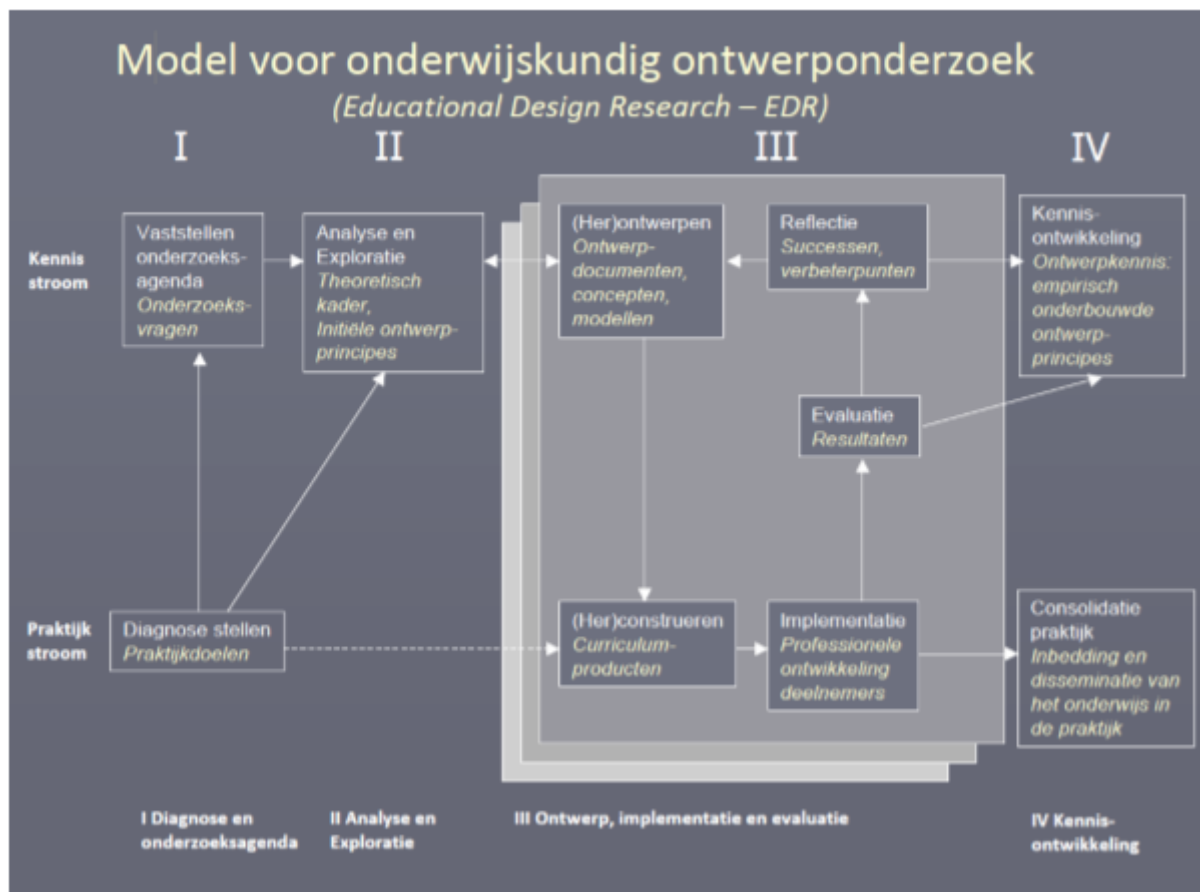 Model voor onderwijskundig ontwerponderzoek
(Educational Design Research – EDR)
I
II
III
IV
Kennis
stroom
Vaststellen
onderzoeks-
agenda
Onderzoeks-
vragen
Analyse en
Exploratie
Theoretisch
kader,
Initiële ontwerp-
principes
(Her)ontwerpen
Ontwerp-
documenten,
concepten,
modellen
Reflectie
Successen,
verbeterpunten
Kennis-
ontwikkeling
Ontwerpkennis:
empirisch
onderbouwde
ontwerp-
principes
Evaluatie
Resultaten
Praktijk
stroom
Diagnose stellen
Praktijkdoelen
(Her)construeren
Curriculum-
producten
Implementatie
Professionele
ontwikkeling
deelnemers
Consolidatie
praktijk
Inbedding en
disseminatie van
het onderwijs in
de praktijk
I Diagnose en
onderzoeksagenda
II Analyse en
Exploratie
III Ontwerp, implementatie en evaluatie
IV Kennis-
ontwikkeling